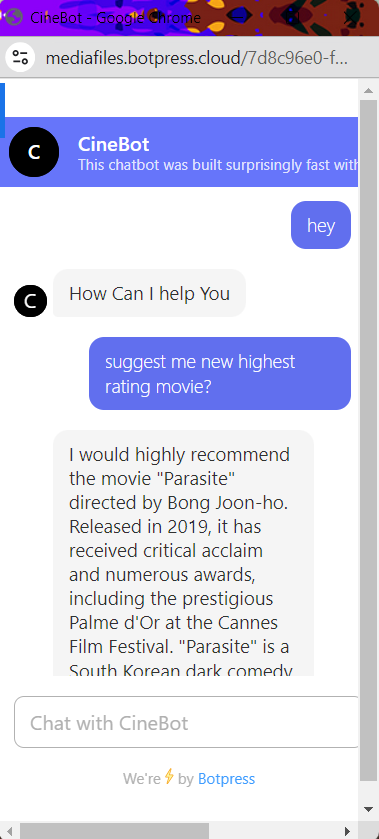 CineBot - Google Chrome
mediafiles.botpress.cloud/7d8c96e0-f...
C
CineBot
This chatbot was built surprisingly fast with
hey
C
How Can I help You
suggest me new highest
rating movie?
I would highly recommend
the movie "Parasite"
directed by Bong Joon-ho.
Released in 2019, it has
received critical acclaim
and numerous awards,
including the prestigious
Palme d'Or at the Cannes
Film Festival. "Parasite" is a
South Korean dark comedy
Chat with CineBot
We're ⚡ by Botpress